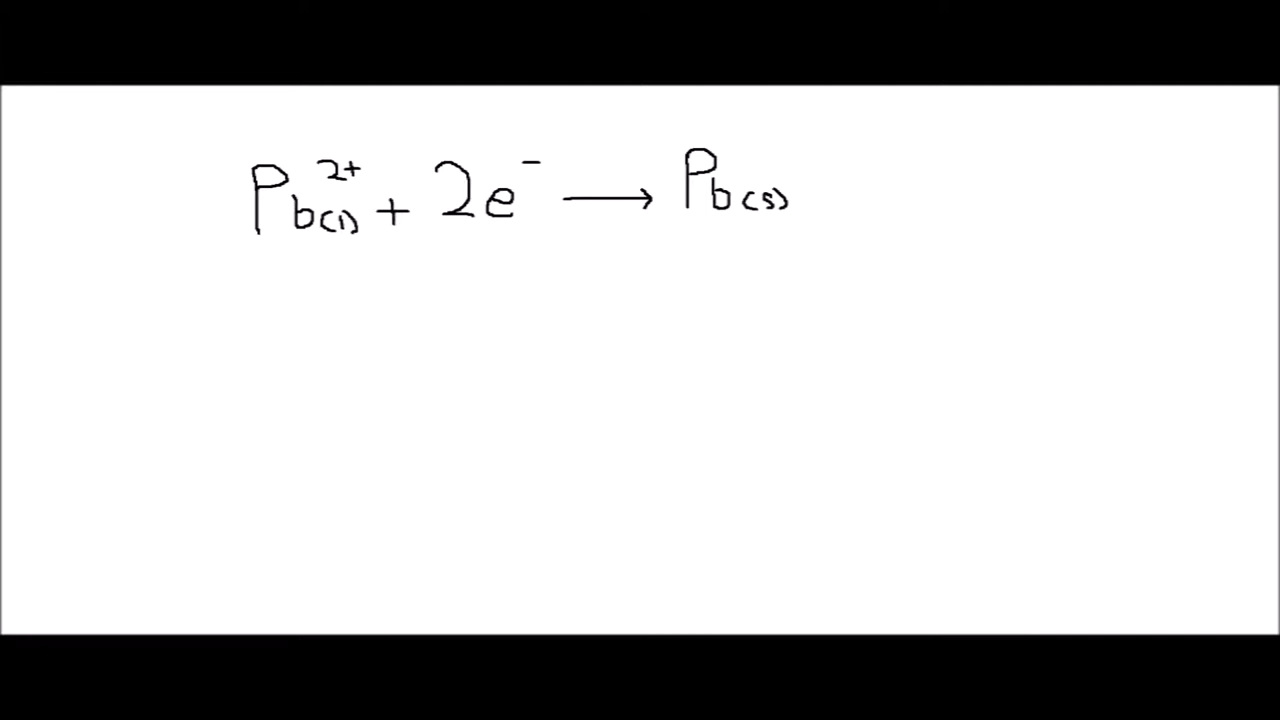 Pb²⁺(l) + 2e⁻ → Pb(s)